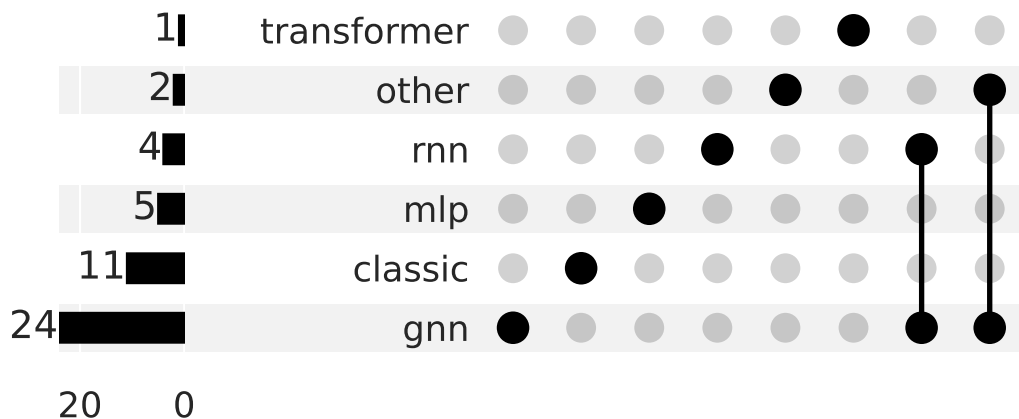 1 transformer
2 other
4 rnn
5 mlp
11 classic
24 gnn
20 0